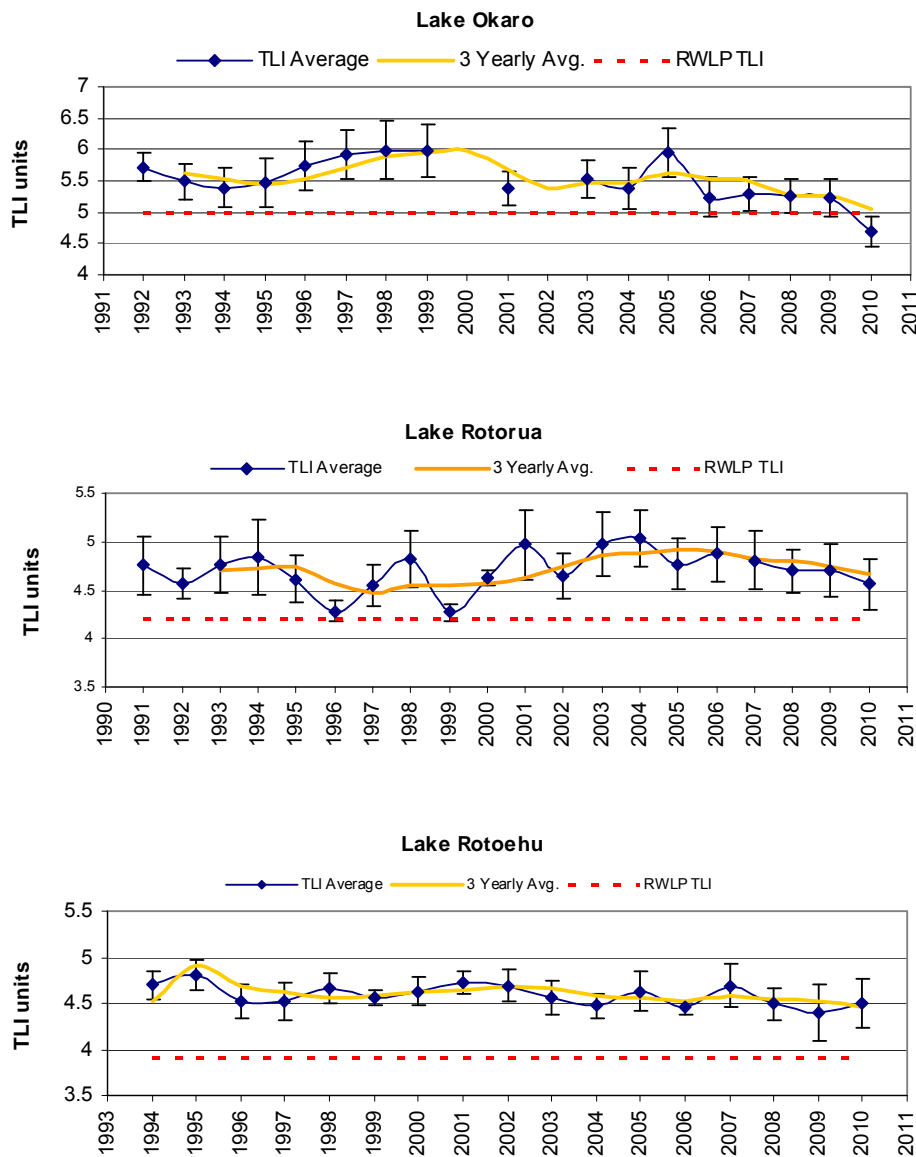 Lake Okaro
TLI Average 3 Yearly Avg. RWLP TLI
TLI units
7
6.5
6
5.5
5
4.5
4
1991 1992 1993 1994 1995 1996 1997 1998 1999 2000 2001 2002 2003 2004 2005 2006 2007 2008 2009 2010 2011
Lake Rotorua
TLI Average 3 Yearly Avg. RWLP TLI
TLI units
5.5
5
4.5
4
3.5
1990 1991 1992 1993 1994 1995 1996 1997 1998 1999 2000 2001 2002 2003 2004 2005 2006 2007 2008 2009 2010 2011
Lake Rotoehu
TLI Average 3 Yearly Avg. RWLP TLI
TLI units
5.5
5
4.5
4
3.5
1993 1994 1995 1996 1997 1998 1999 2000 2001 2002 2003 2004 2005 2006 2007 2008 2009 2010 2011